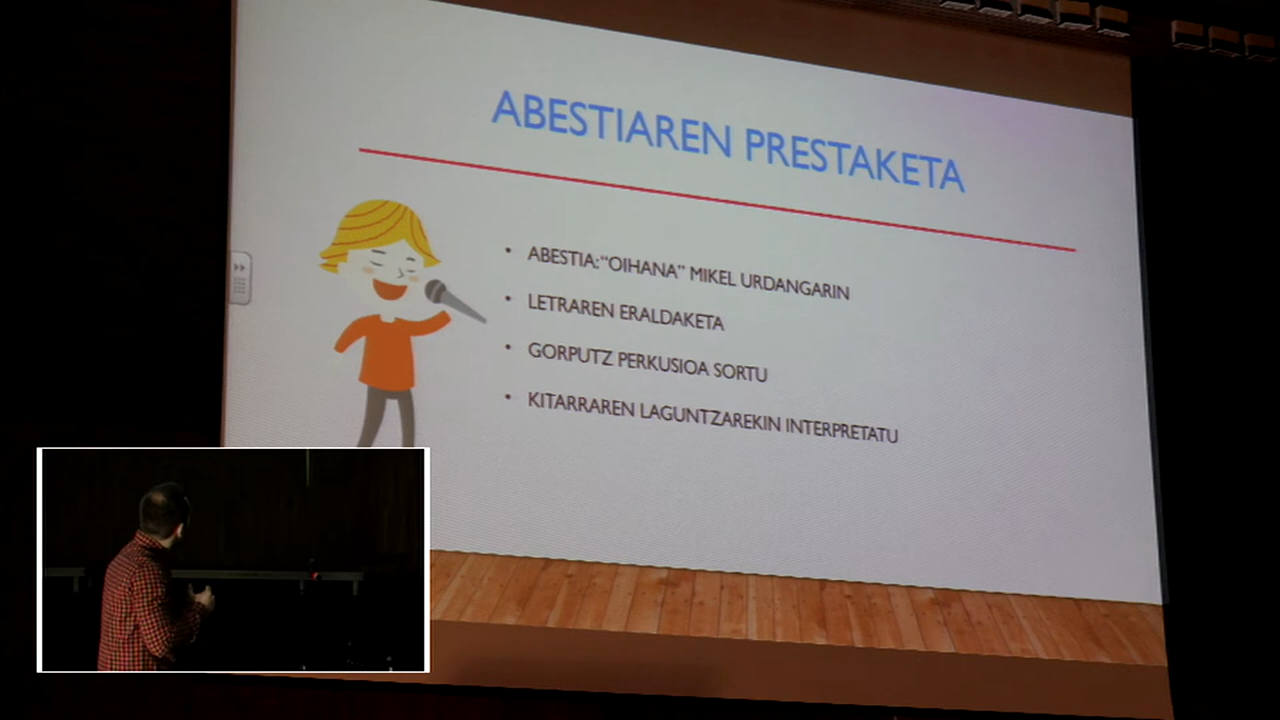 ABESTIAREN PRESTAKETA
• ABESTIA: “OIHANA” MIKEL URDANGARIN
• LETRAREN ERALDAKETA
• GORPUTZ PERKUSIOA SORTU
• KITARRAREN LAGUNTZAREKIN INTERPRETATU